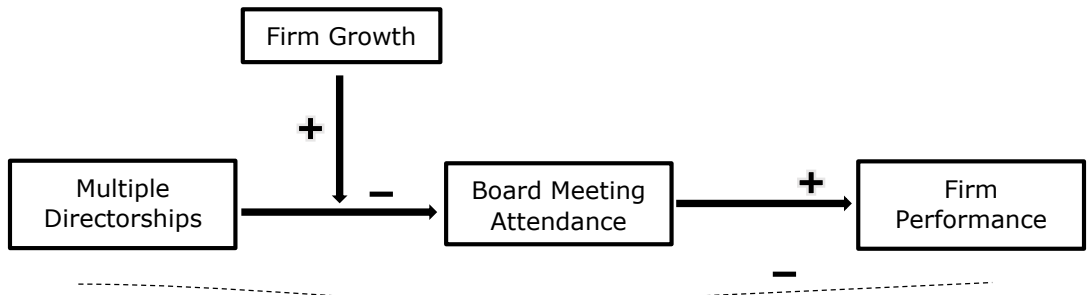 Firm Growth
+
−
Multiple
Directorships
Board Meeting
Attendance
+
Firm
Performance
−